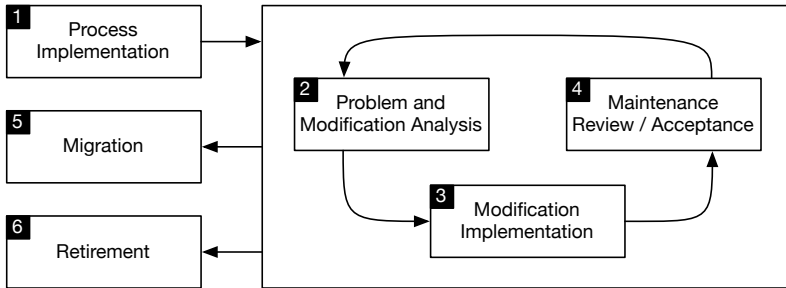 1
Process
Implementation
2
Problem and
Modification Analysis
4
Maintenance
Review / Acceptance
5
Migration
3
Modification
Implementation
6
Retirement